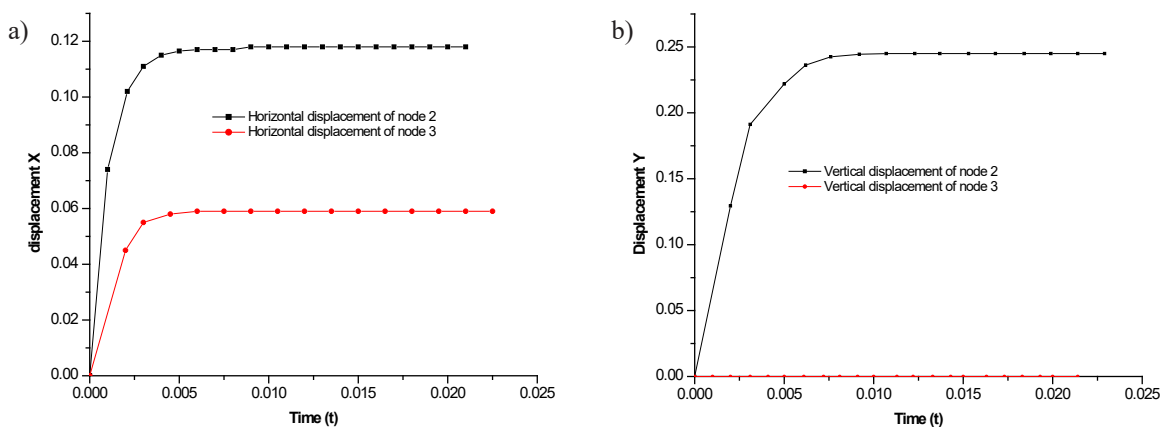 a)
0.12
0.10
0.08
0.06
0.04
0.02
0.00
displacement X
Horizontal displacement of node 2
Horizontal displacement of node 3
0.000 0.005 0.010 0.015 0.020 0.025
Time (t)
b)
0.25
0.20
0.15
0.10
0.05
0.00
Displacement Y
Vertical displacement of node 2
Vertical displacement of node 3
0.000 0.005 0.010 0.015 0.020 0.025
Time (t)